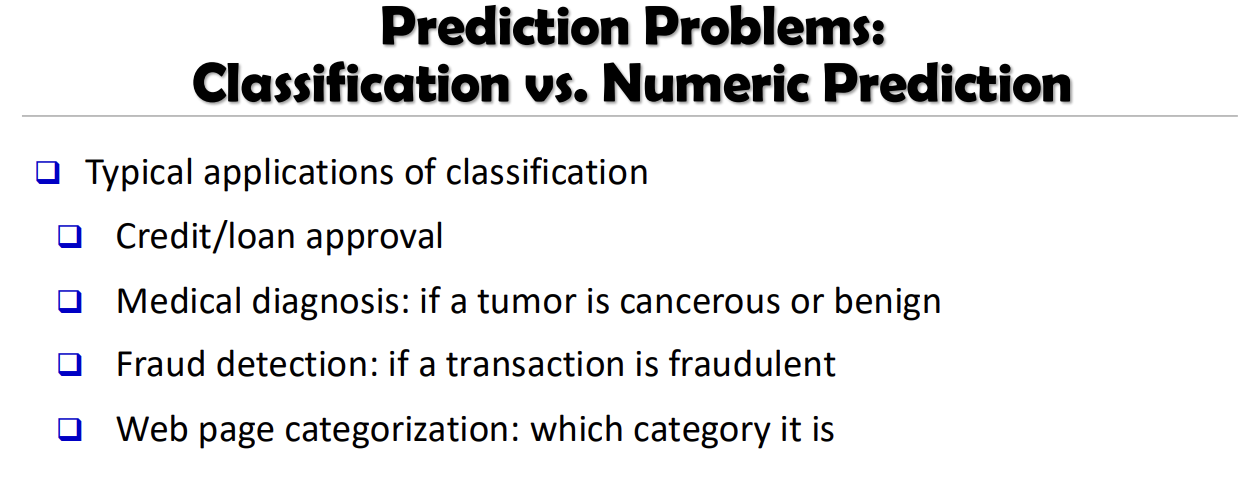 Prediction Problems:
Classification vs. Numeric Prediction
❑ Typical applications of classification
❑ Credit/loan approval
❑ Medical diagnosis: if a tumor is cancerous or benign
❑ Fraud detection: if a transaction is fraudulent
❑ Web page categorization: which category it is